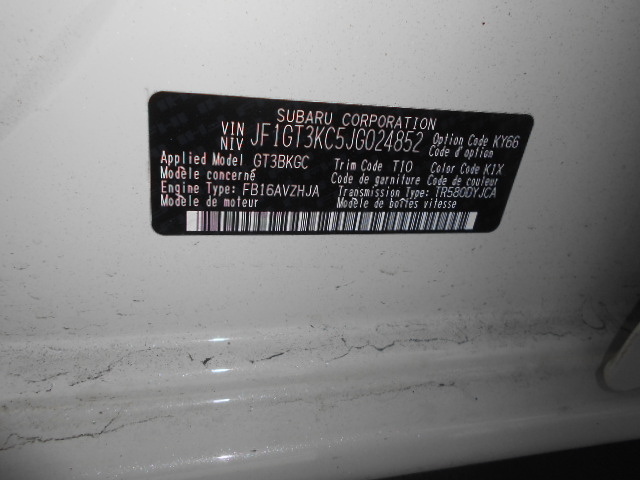 SUBARU CORPORATION
VIN NIV JF1GT3KC5JG024852 Option Code KY66
Code d'option
Applied Model GT3BKGC Trim Code T10 Color Code K1X
Modèle concerné Code de garniture Code de couleur
Engine Type: FB16AVZHJA Transmission Type: TR580DYJCA
Modèle de moteur Modèle de boîtes vitesse